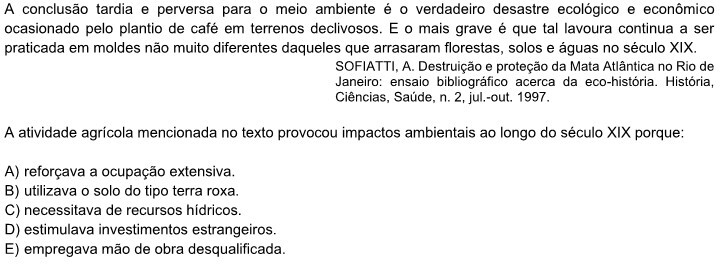 A conclusão tardia e perversa para o meio ambiente é o verdadeiro desastre ecológico e econômico
ocasionado pelo plantio de café em terrenos declivosos. E o mais grave é que tal lavoura continua a ser
praticada em moldes não muito diferentes daqueles que arrasaram florestas, solos e águas no século XIX.
SOFIATTI, A. Destruição e proteção da Mata Atlântica no Rio de
Janeiro: ensaio bibliográfico acerca da eco-história. História,
Ciências, Saúde, n. 2, jul.-out. 1997.
A atividade agrícola mencionada no texto provocou impactos ambientais ao longo do século XIX porque:
A) reforçava a ocupação extensiva.
B) utilizava o solo do tipo terra roxa.
C) necessitava de recursos hídricos.
D) estimulava investimentos estrangeiros.
E) empregava mão de obra desqualificada.